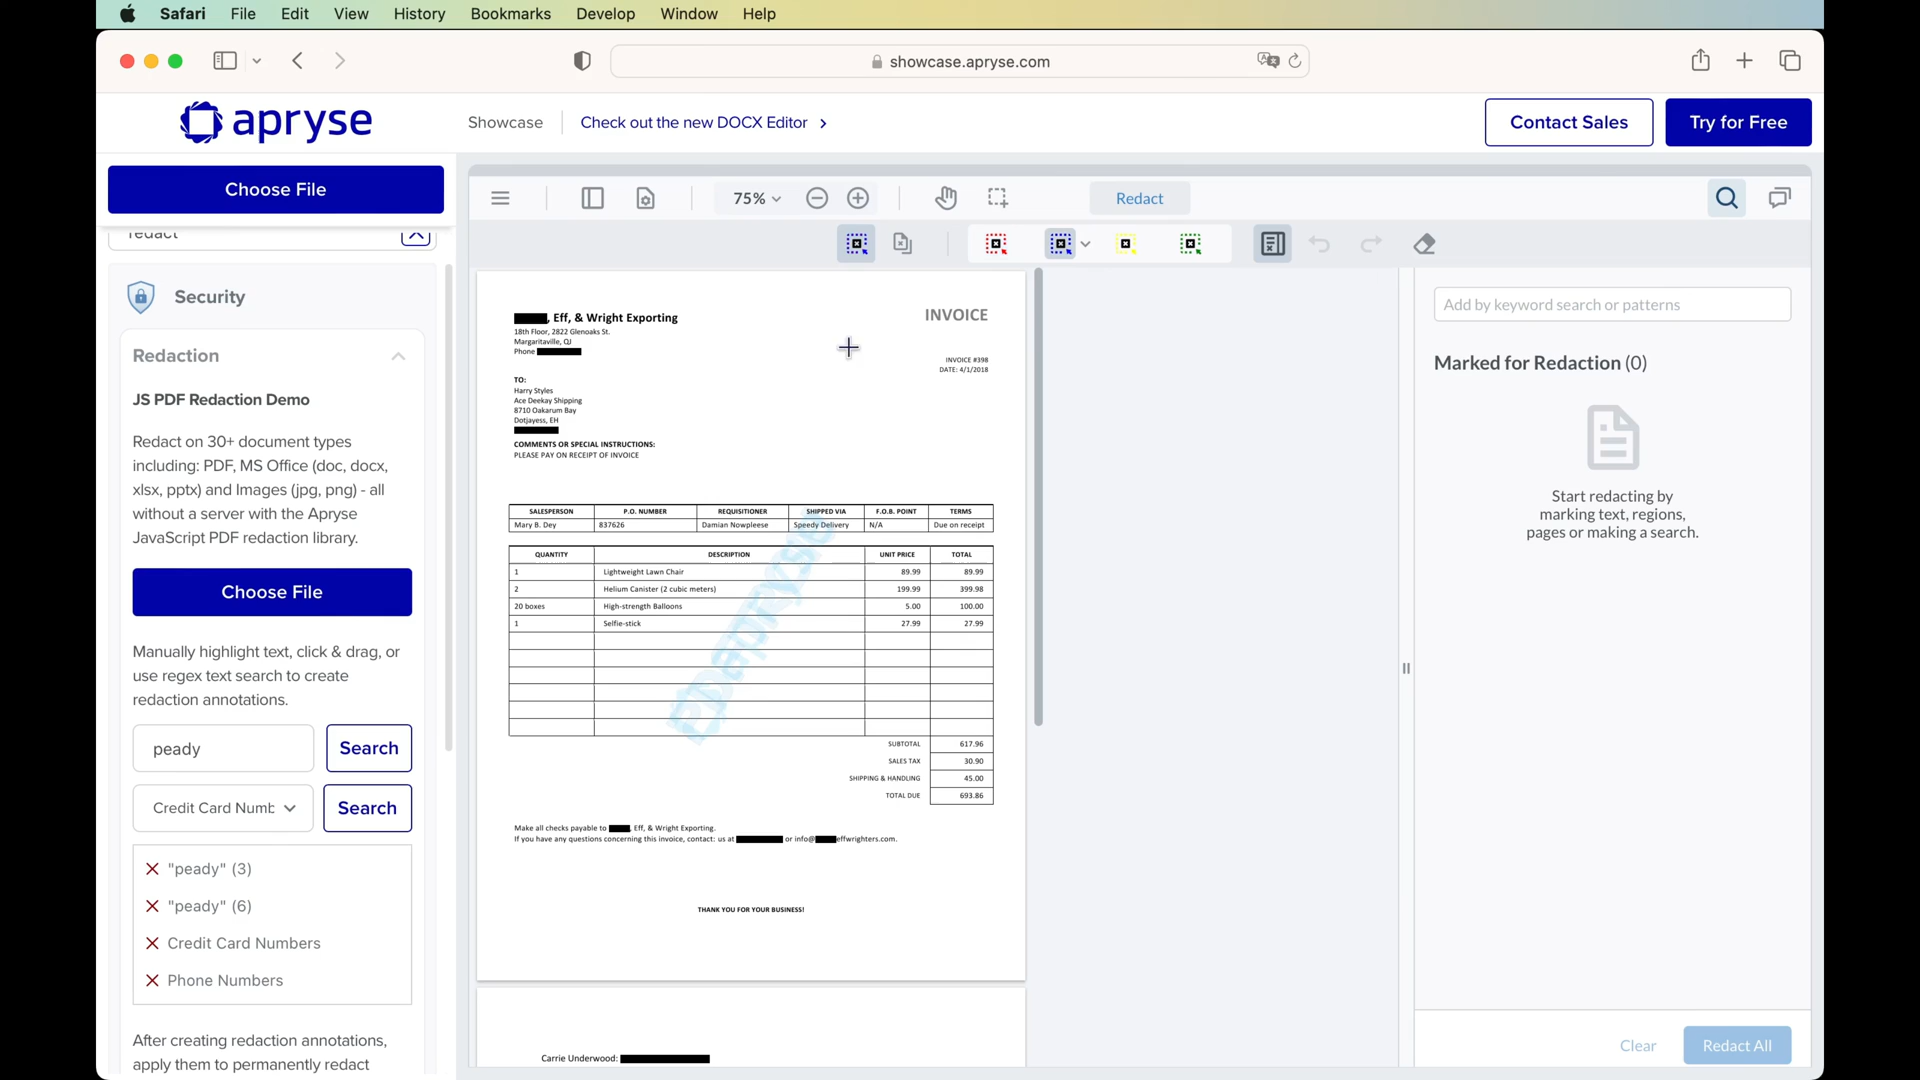 Safari File Edit View History Bookmarks Develop Window Help
showcase.apryse.com
apryse
Showcase
Check out the new DOCX Editor
Contact Sales
Try for Free
Choose File
redact
Security
Redaction
JS PDF Redaction Demo
Redact on 30+ document types
including: PDF, MS Office (doc, docx,
xlsx, pptx) and Images (jpg, png) - all
without a server with the Apryse
JavaScript PDF redaction library.
Choose File
Manually highlight text, click & drag, or
use regex text search to create
redaction annotations.
peady Search
Credit Card Numb Search
"peady" (3)
"peady" (6)
Credit Card Numbers
Phone Numbers
After creating redaction annotations,
apply them to permanently redact
75%
Redact
, Eff, & Wright Exporting
INVOICE
18th Floor, 2822 Glenoaks St.
Margaritaville, QJ
Phone
INVOICE #398
DATE: 4/1/2018
TO:
Harry Styles
Ace Deekay Shipping
8710 Oakarum Bay
Dotjayess, EH
COMMENTS OR SPECIAL INSTRUCTIONS:
PLEASE PAY ON RECEIPT OF INVOICE
SALESPERSON P.O. NUMBER REQUISITIONER SHIPPED VIA F.O.B. POINT TERMS
Mary B. Dey 837626 Damian Nowpleese Speedy Delivery N/A Due on receipt
QUANTITY DESCRIPTION UNIT PRICE TOTAL
1 Lightweight Lawn Chair 89.99 89.99
2 Helium Canister (2 cubic meters) 199.99 399.98
20 boxes High-strength Balloons 5.00 100.00
1 Selfie-stick 27.99 27.99
apryse
SUBTOTAL 617.96
SALES TAX 30.90
SHIPPING & HANDLING 45.00
TOTAL DUE 693.86
Make all checks payable to , Eff, & Wright Exporting.
If you have any questions concerning this invoice, contact: us at or info@ effwrighters.com.
THANK YOU FOR YOUR BUSINESS!
Carrie Underwood:
Add by keyword search or patterns
Marked for Redaction (0)
Start redacting by
marking text, regions,
pages or making a search.
Clear
Redact All